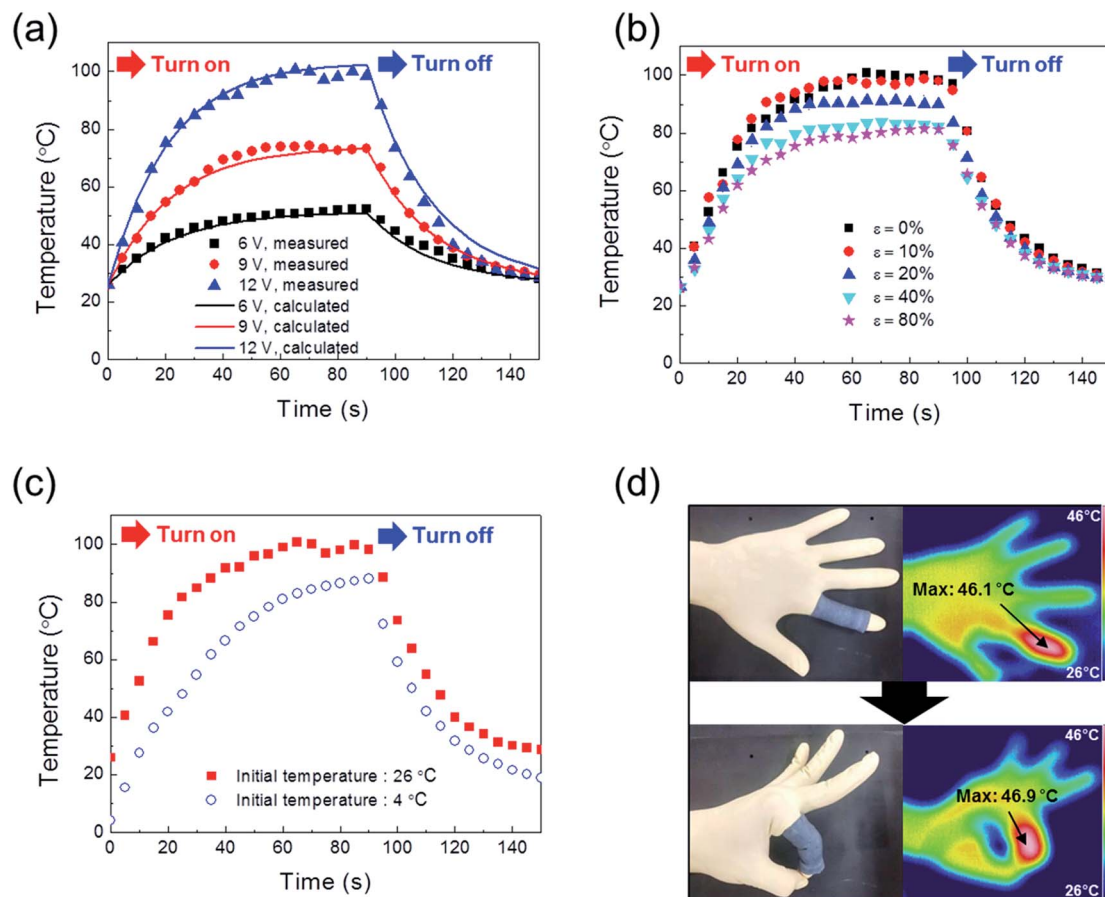 (a)
Turn on
Turn off
Temperature (°C)
100
80
60
40
20
0
6 V, measured
9 V, measured
12 V, measured
6 V, calculated
9 V, calculated
12 V, calculated
0 20 40 60 80 100 120 140
Time (s)
(b)
Turn on
Turn off
Temperature (°C)
100
80
60
40
20
0
ε = 0%
ε = 10%
ε = 20%
ε = 40%
ε = 80%
0 20 40 60 80 100 120 140
Time (s)
(c)
Turn on
Turn off
Temperature (°C)
100
80
60
40
20
0
Initial temperature : 26 °C
Initial temperature : 4 °C
0 20 40 60 80 100 120 140
Time (s)
(d)
46°C
Max: 46.1 °C
26°C
46°C
Max: 46.9 °C
26°C